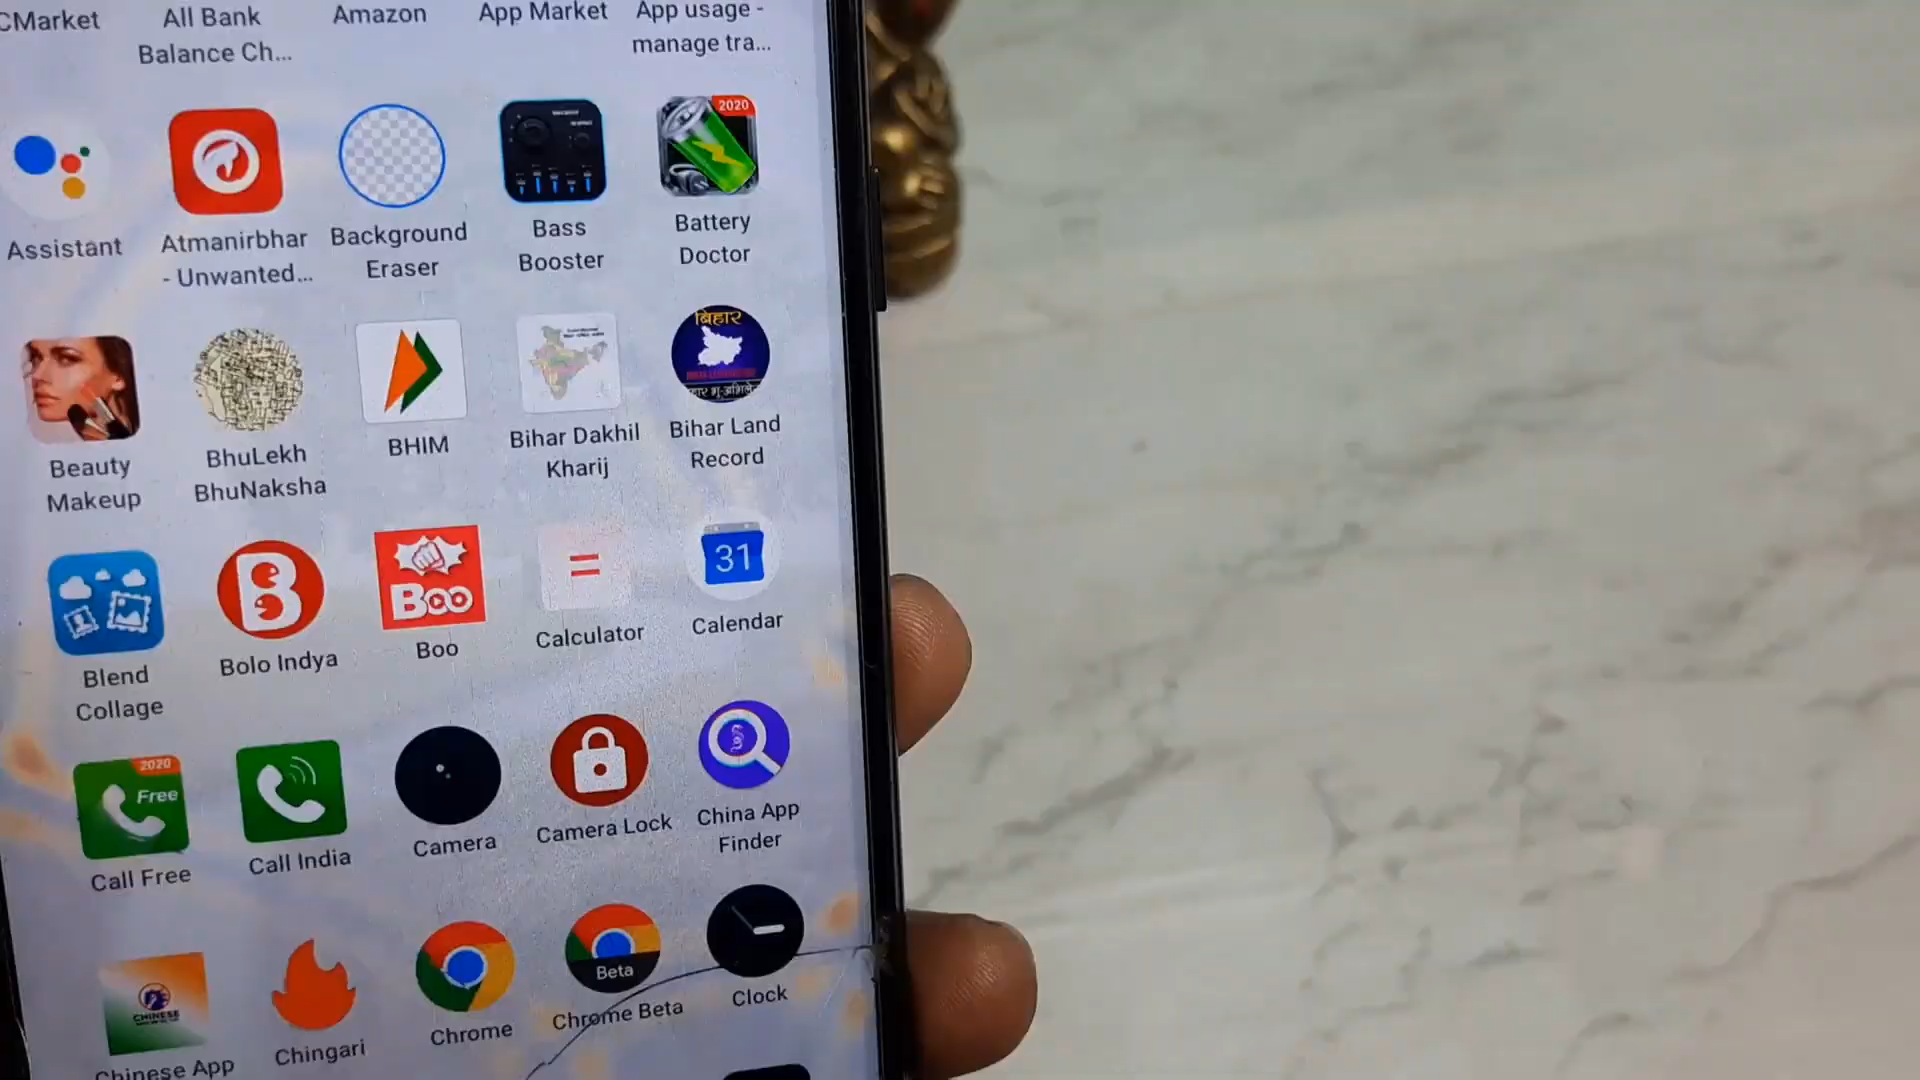 CMarket
All Bank
Balance Ch...
Amazon
App Market
App usage -
manage tra...
2020
Assistant
Atmanirbhar
- Unwanted...
Background
Eraser
Bass
Booster
Battery
Doctor
बिहार
Beauty
Makeup
BhuLekh
BhuNaksha
BHIM
Bihar Dakhil
Kharij
Bihar Land
Record
B
Boo
=
31
Blend
Collage
Bolo Indya
Boo
Calculator
Calendar
2020
Free
Call Free
Call India
Camera
Camera Lock
China App
Finder
CHINESE
Beta
Chinese App
Chingari
Chrome
Chrome Beta
Clock